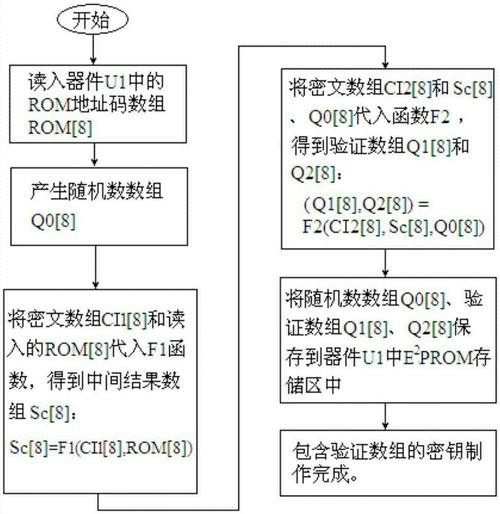 开始
读入器件U1中的
ROM地址码数组
ROM[8]
产生随机数数组
Q0[8]
将密文数组CI1[8]和读
入的ROM[8]代入F1函
数，得到中间结果数
组Sc[8]：
Sc[8]=F1(CI1[8],ROM[8])
将密文数组CI2[8]和Sc[8]
、Q0[8]代入函数F2，
得到验证数组Q1[8]和
Q2[8]：
(Q1[8],Q2[8])=
F2(CI2[8], Sc[8],Q0[8])
将随机数数组Q0[8]、验
证数组Q1[8]、Q2[8]保
存到器件U1中E²PROM存
储区中
包含验证数组的密钥制
作完成。